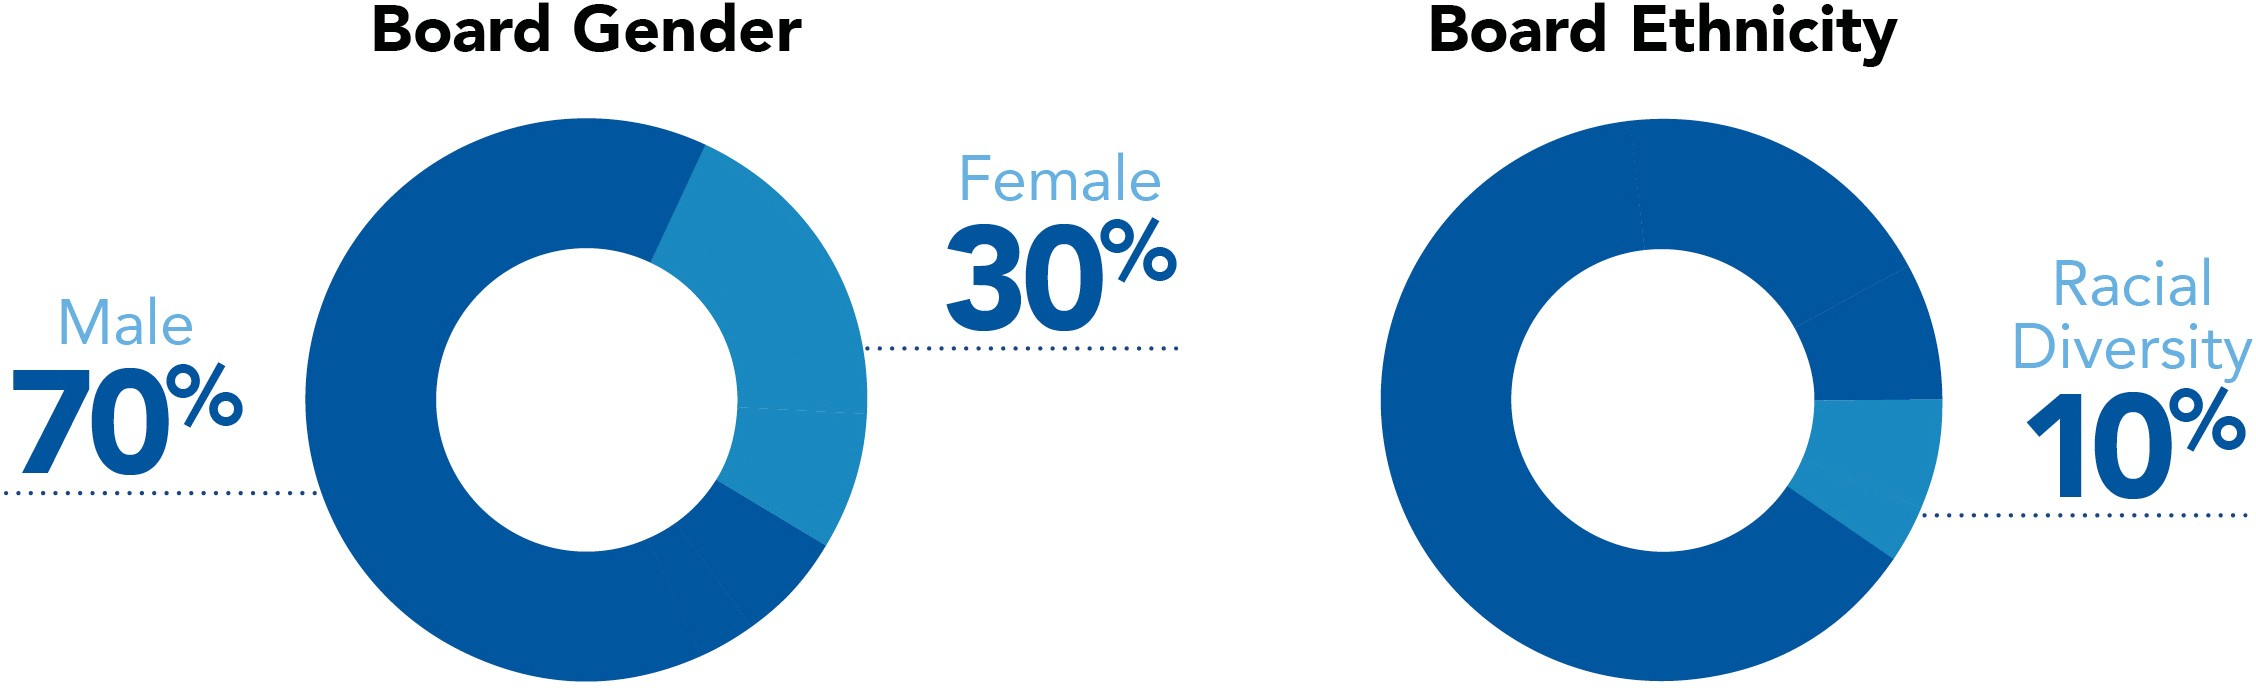 Board Gender
Male
70%
Female
30%
Board Ethnicity
Racial
Diversity
10%